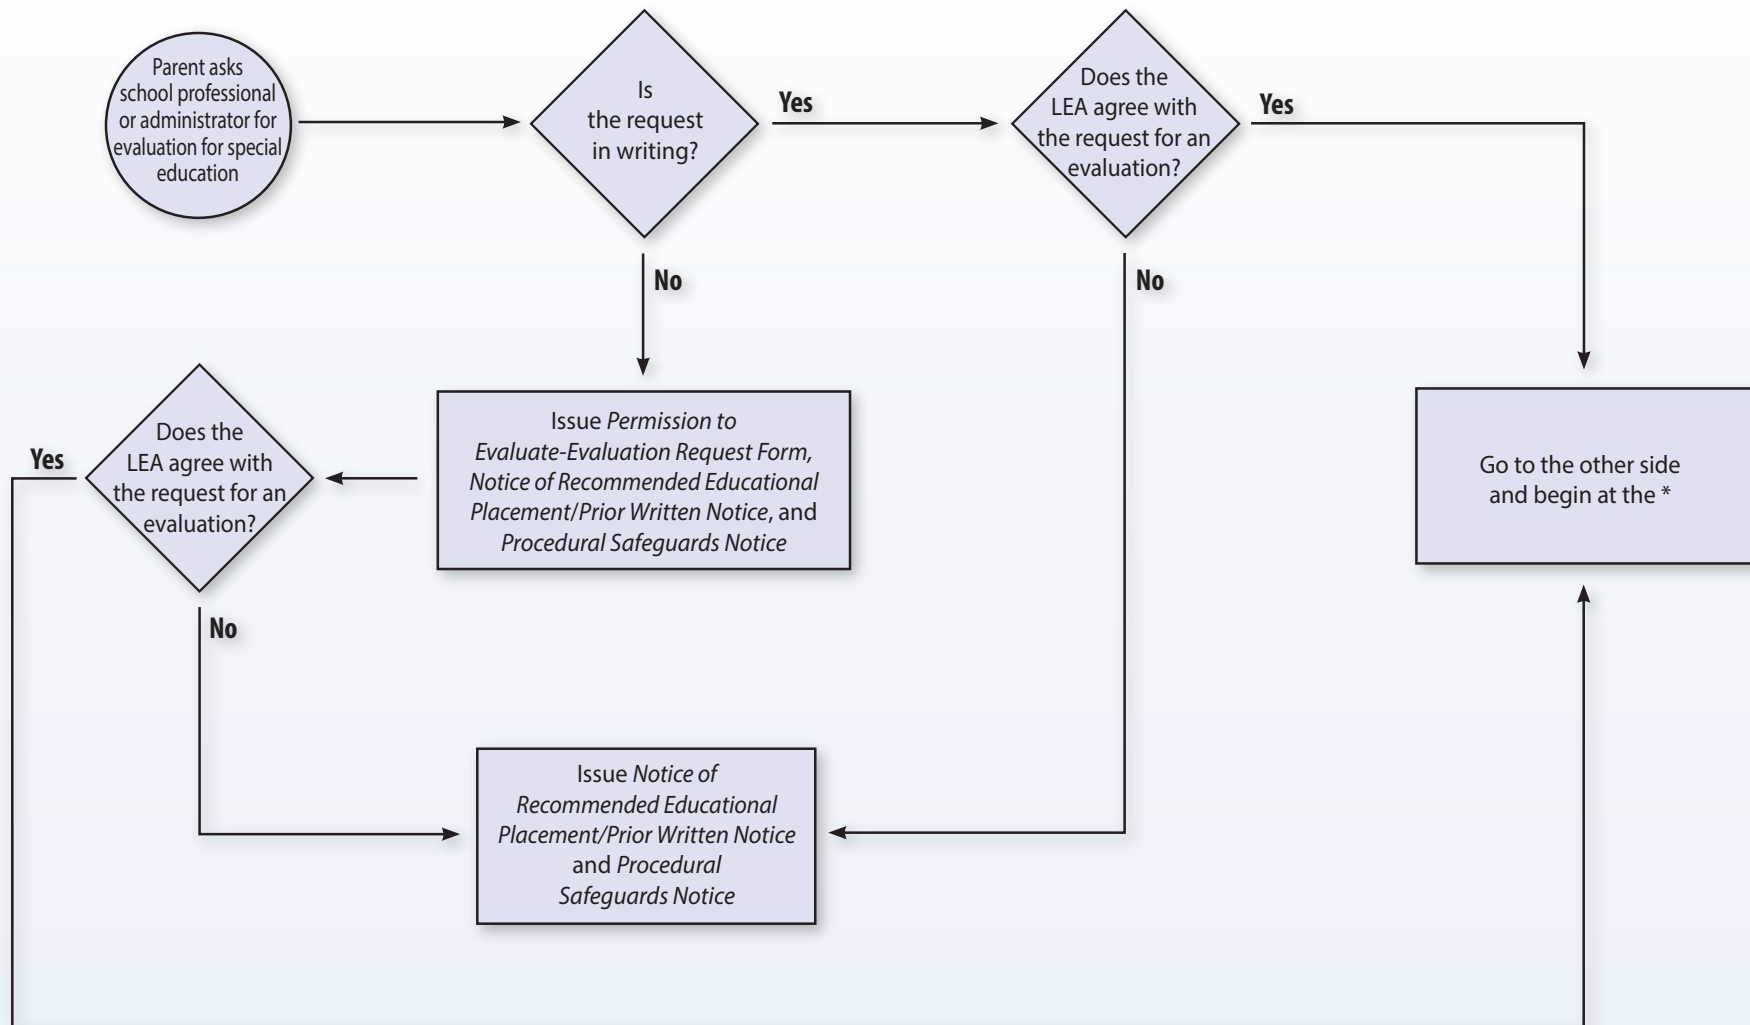 Parent asks
school professional
or administrator for
evaluation for special
education
Is
the request
in writing?
Yes
Does the
LEA agree with
the request for an
evaluation?
Yes
No
No
Yes
Does the
LEA agree with
the request for an
evaluation?
Issue Permission to
Evaluate-Evaluation Request Form,
Notice of Recommended Educational
Placement/Prior Written Notice, and
Procedural Safeguards Notice
Go to the other side
and begin at the *
No
Issue Notice of
Recommended Educational
Placement/Prior Written Notice
and Procedural
Safeguards Notice